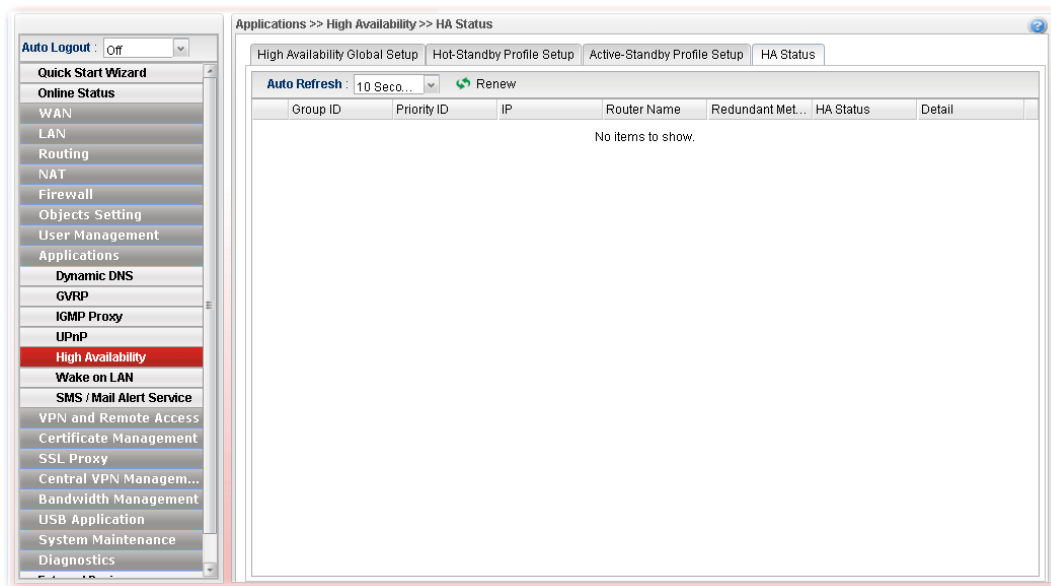 Applications >> High Availability >> HA Status
Auto Logout : Off
Quick Start Wizard
Online Status
WAN
LAN
Routing
NAT
Firewall
Objects Setting
User Management
Applications
Dynamic DNS
GVRP
IGMP Proxy
UPnP
High Availability
Wake on LAN
SMS / Mail Alert Service
VPN and Remote Access
Certificate Management
SSL Proxy
Central VPN Managem...
Bandwidth Management
USB Application
System Maintenance
Diagnostics
High Availability Global Setup Hot-Standby Profile Setup Active-Standby Profile Setup HA Status
Auto Refresh : 10 Seco... Renew
Group ID Priority ID IP Router Name Redundant Met... HA Status Detail
No items to show.